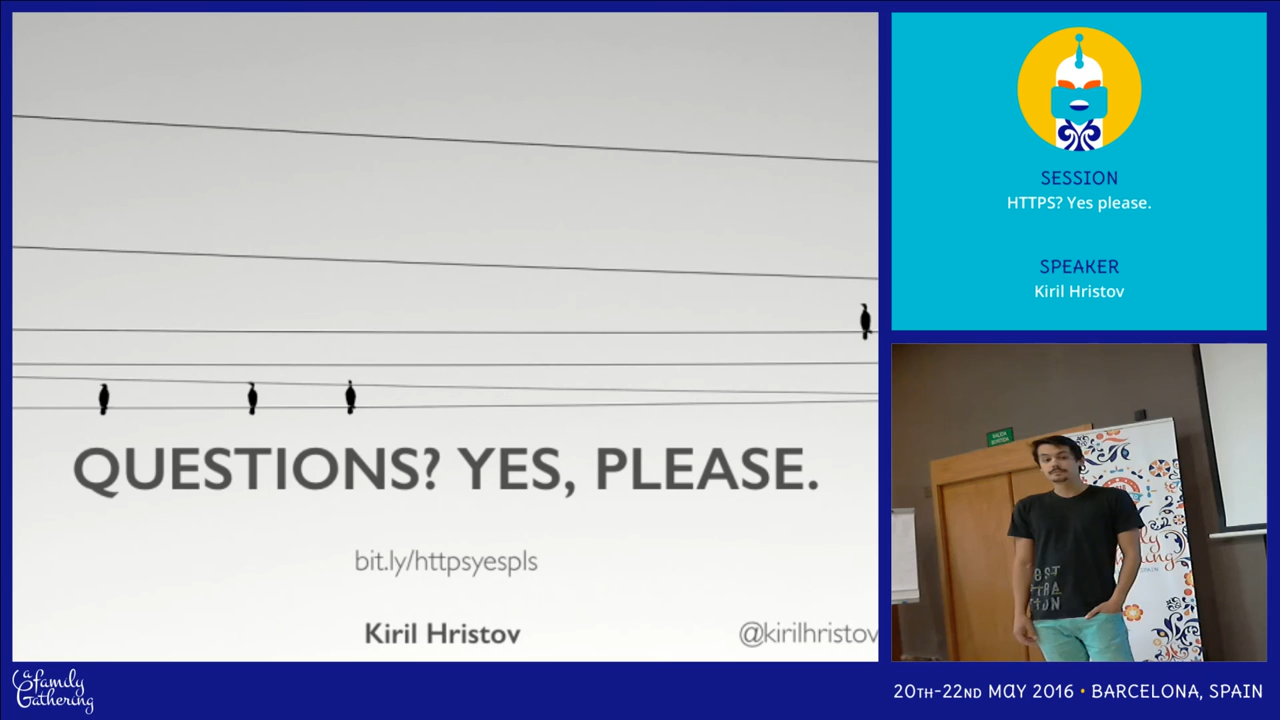 QUESTIONS? YES, PLEASE.
bit.ly/httpsyespls
Kiril Hristov
@kirilhristov
SESSION
HTTPS? Yes please.
SPEAKER
Kiril Hristov
a family
Gathering
20TH-22ND MAY 2016 • BARCELONA, SPAIN